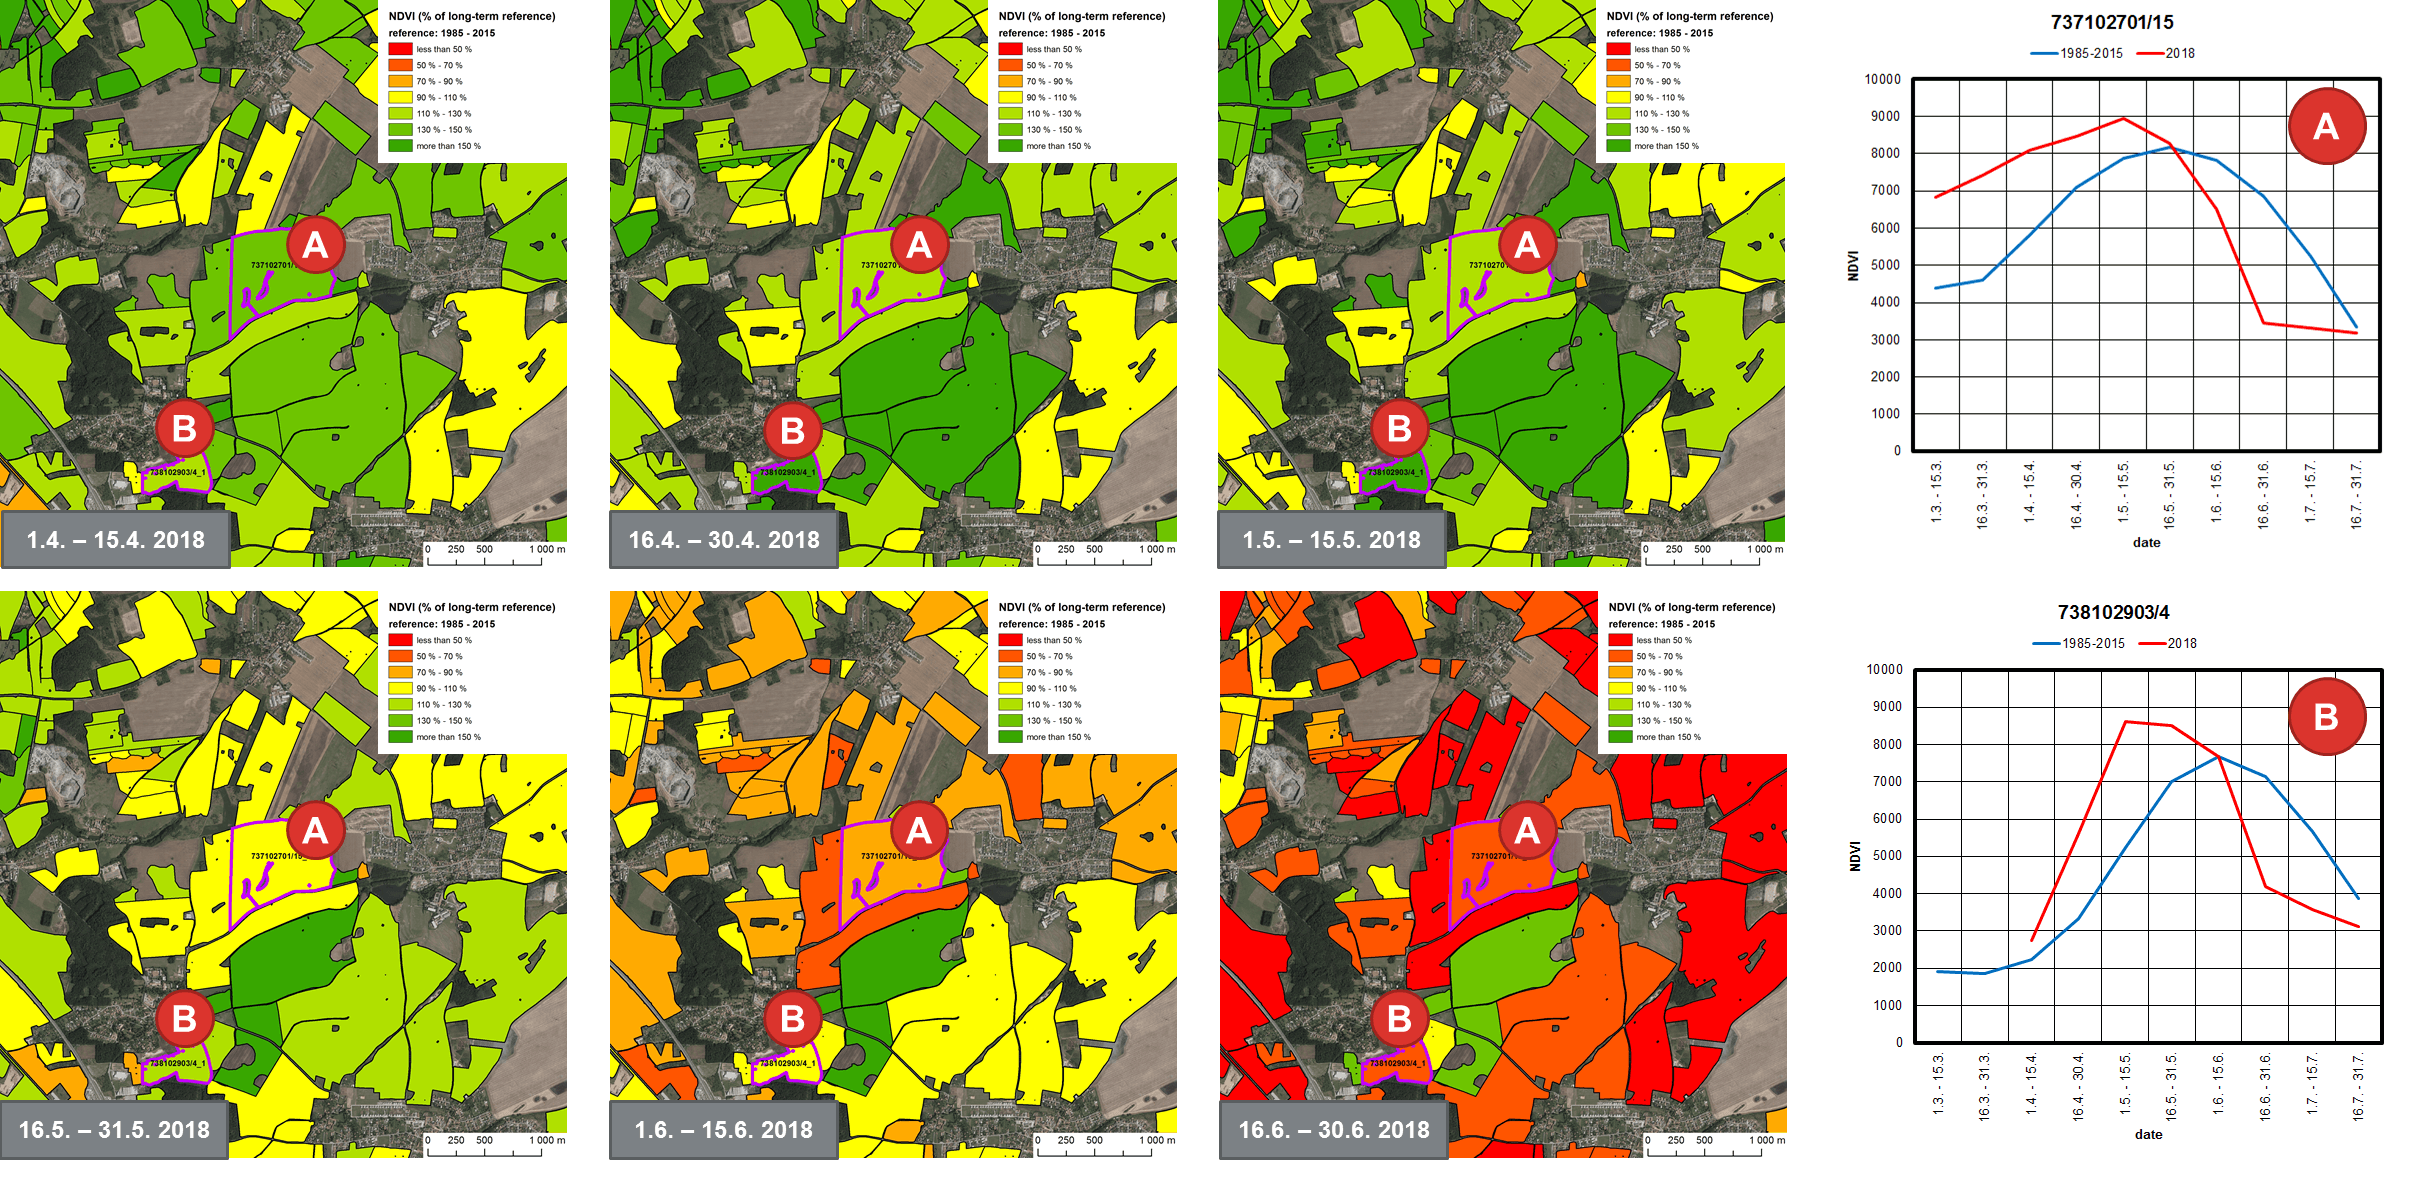 NDVI (% of long-term reference)
reference: 1985 - 2015
less than 50 %
50 % - 70 %
70 % - 90 %
90 % - 110 %
110 % - 130 %
130 % - 150 %
more than 150 %
A
737102701/1
B
738102903/4_1
1.4. – 15.4. 2018
0 250 500 1 000 m
NDVI (% of long-term reference)
reference: 1985 - 2015
less than 50 %
50 % - 70 %
70 % - 90 %
90 % - 110 %
110 % - 130 %
130 % - 150 %
more than 150 %
A
737102701
B
738102903/4_1
16.4. – 30.4. 2018
0 250 500 1 000 m
NDVI (% of long-term reference)
reference: 1985 - 2015
less than 50 %
50 % - 70 %
70 % - 90 %
90 % - 110 %
110 % - 130 %
130 % - 150 %
more than 150 %
A
737102701
B
738102903/4_1
1.5. – 15.5. 2018
0 250 500 1 000 m
737102701/15
1985-2015 2018
A
10000
9000
8000
7000
6000
5000
4000
3000
2000
1000
0
NDVI
1.3. - 15.3.
16.3. - 31.3.
1.4. - 15.4.
16.4. - 30.4.
1.5. - 15.5.
16.5. - 31.5.
1.6. - 15.6.
16.6. - 31.6.
1.7. - 15.7.
16.7. - 31.7.
date
NDVI (% of long-term reference)
reference: 1985 - 2015
less than 50 %
50 % - 70 %
70 % - 90 %
90 % - 110 %
110 % - 130 %
130 % - 150 %
more than 150 %
A
737102701/15
B
738102903/4_1
16.5. – 31.5. 2018
0 250 500 1 000 m
NDVI (% of long-term reference)
reference: 1985 - 2015
less than 50 %
50 % - 70 %
70 % - 90 %
90 % - 110 %
110 % - 130 %
130 % - 150 %
more than 150 %
A
737102701/1
B
738102903/4_1
1.6. – 15.6. 2018
0 250 500 1 000 m
NDVI (% of long-term reference)
reference: 1985 - 2015
less than 50 %
50 % - 70 %
70 % - 90 %
90 % - 110 %
110 % - 130 %
130 % - 150 %
more than 150 %
A
737102701/1
B
738102903/4_1
16.6. – 30.6. 2018
0 250 500 1 000 m
738102903/4
1985-2015 2018
B
10000
9000
8000
7000
6000
5000
4000
3000
2000
1000
0
NDVI
1.3. - 15.3.
16.3. - 31.3.
1.4. - 15.4.
16.4. - 30.4.
1.5. - 15.5.
16.5. - 31.5.
1.6. - 15.6.
16.6. - 31.6.
1.7. - 15.7.
16.7. - 31.7.
date